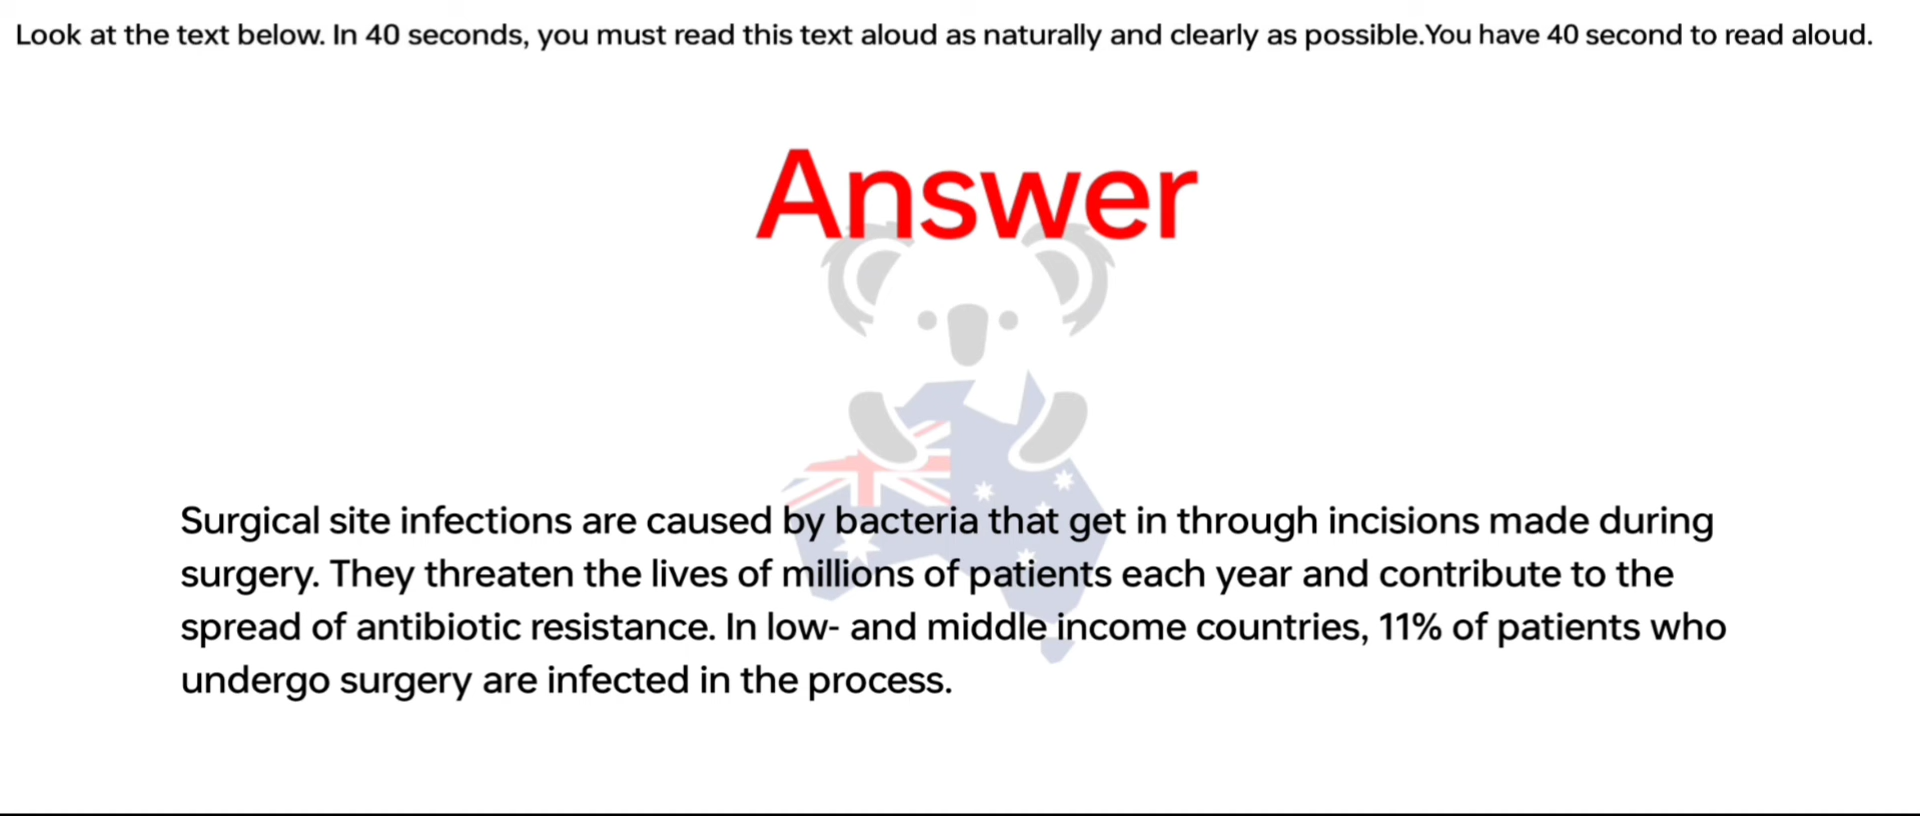 Look at the text below. In 40 seconds, you must read this text aloud as naturally and clearly as possible.You have 40 second to read aloud.
Answer
Surgical site infections are caused by bacteria that get in through incisions made during
surgery. They threaten the lives of millions of patients each year and contribute to the
spread of antibiotic resistance. In low- and middle income countries, 11% of patients who
undergo surgery are infected in the process.